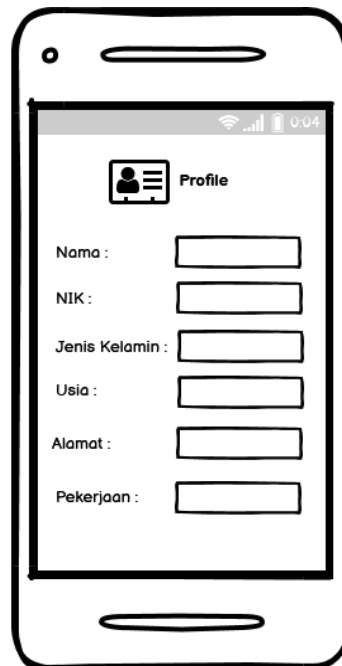 0:04
Profile
Nama :
NIK :
Jenis Kelamin :
Usia :
Alamat :
Pekerjaan :